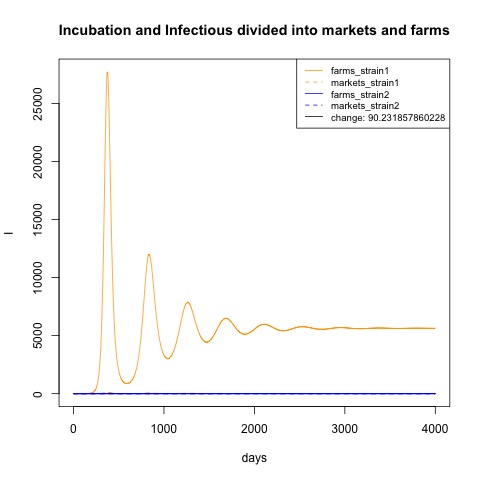 Incubation and Infectious divided into markets and farms
farms_strain1
markets_strain1
farms_strain2
markets_strain2
change: 90.231857860228
I
25000
20000
15000
10000
5000
0
0 1000 2000 3000 4000
days